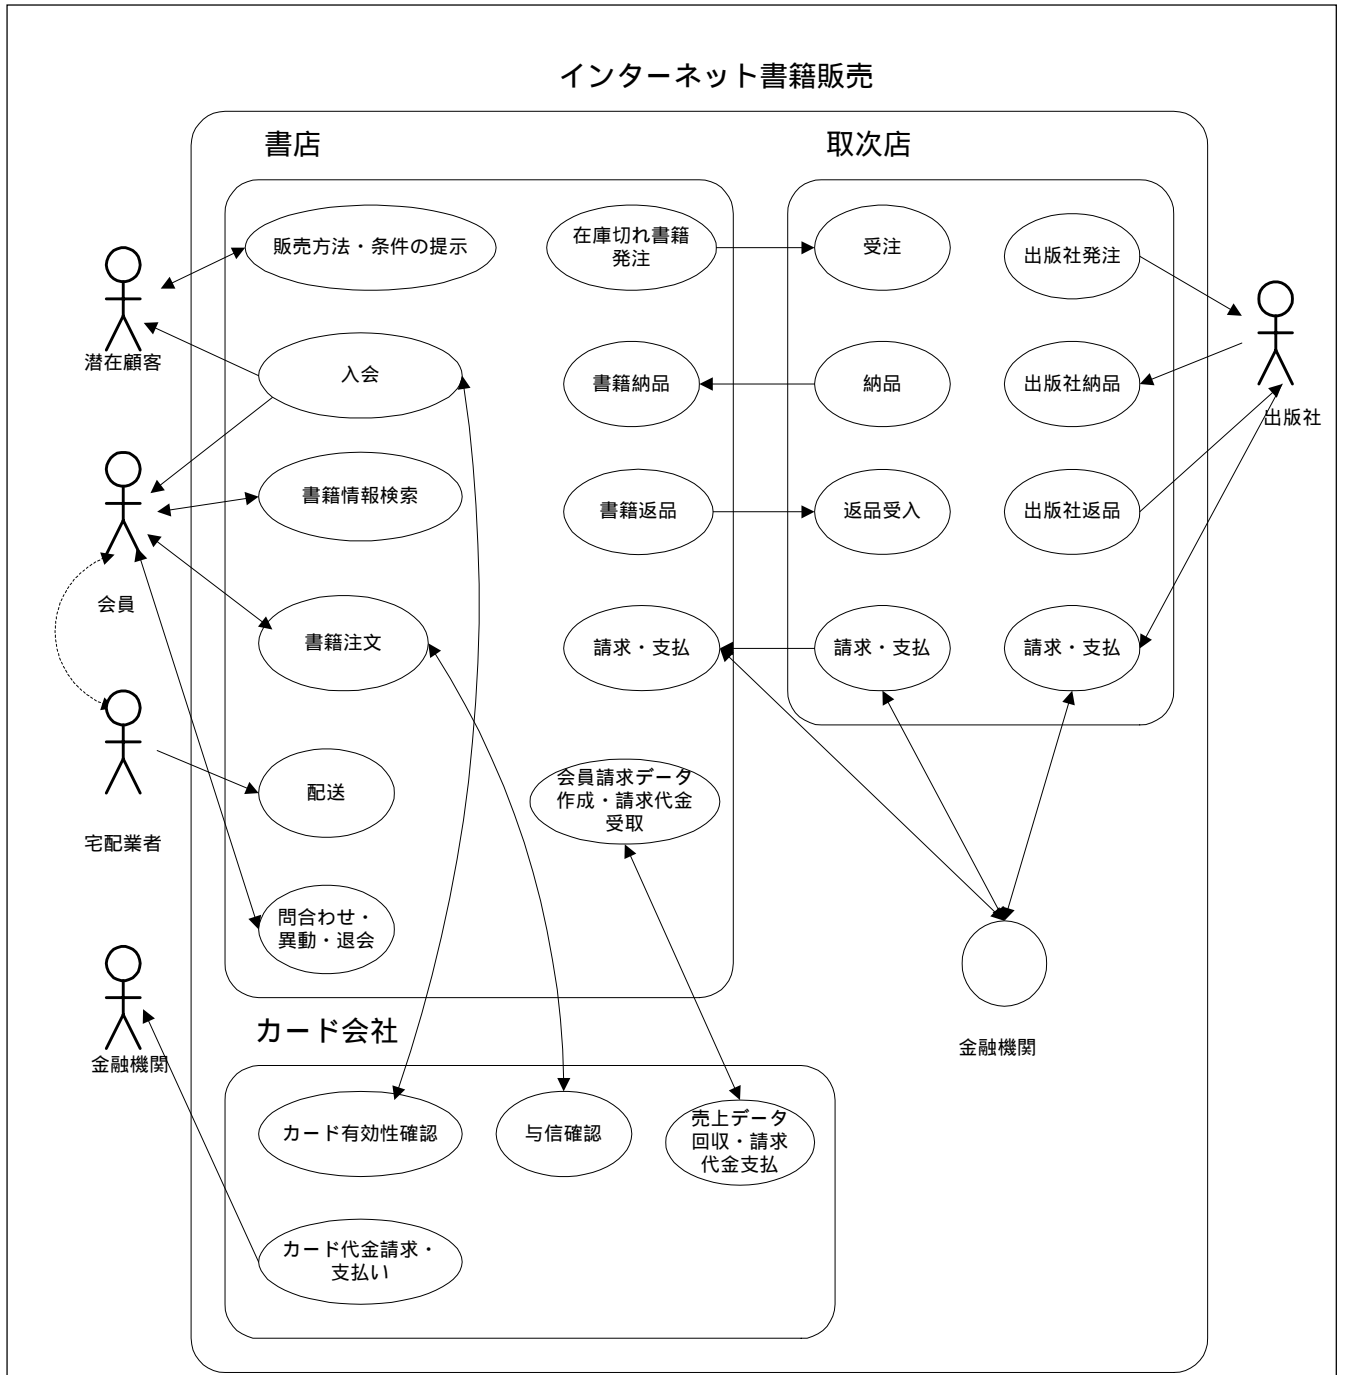 インターネット書籍販売
書店
取次店
販売方法・条件の提示
在庫切れ書籍
発注
受注
出版社発注
潜在顧客
入会
書籍納品
納品
出版社納品
出版社
書籍情報検索
書籍返品
返品受入
出版社返品
会員
書籍注文
請求・支払
請求・支払
請求・支払
宅配業者
配送
会員請求データ
作成・請求代金
受取
問合わせ・
異動・退会
金融機関
カード会社
金融機関
カード有効性確認
与信確認
売上データ
回収・請求
代金支払
カード代金請求・
支払い